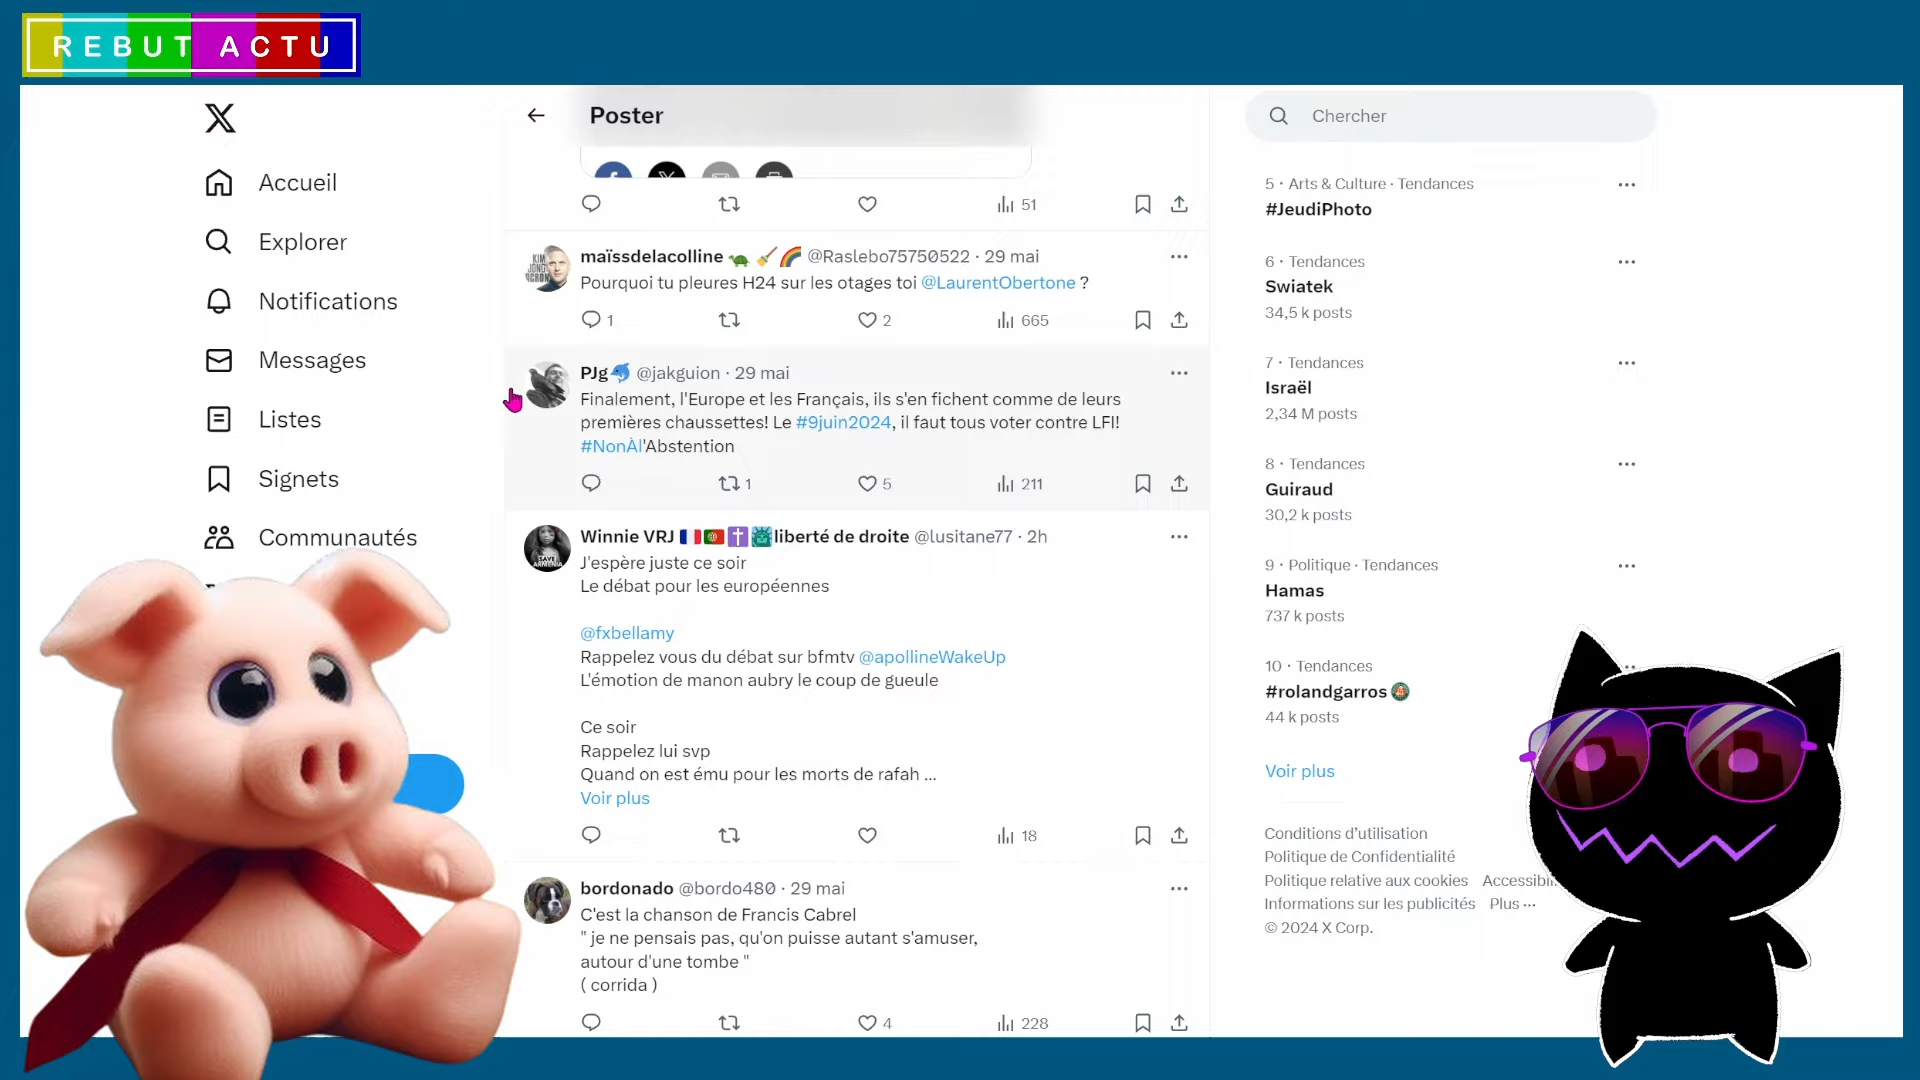 REBUT ACTU
Accueil
Explorer
Notifications
Messages
Listes
Signets
Communautés
Poster
51
maïssdelacolline 🐢 🧹🌈 @Raslebo75750522 · 29 mai
Pourquoi tu pleures H24 sur les otages toi @LaurentObertone ?
1 2 665
PJg🐬 @jakguion · 29 mai
Finalement, l'Europe et les Français, ils s'en fichent comme de leurs
premières chaussettes! Le #9juin2024, il faut tous voter contre LFI!
#NonÀl'Abstention
1 5 211
Winnie VRJ 🇫🇷🇵🇹✝️🗽liberté de droite @lusitane77 · 2h
J'espère juste ce soir
Le débat pour les européennes
@fxbellamy
Rappelez vous du débat sur bfmtv @apollineWakeUp
L'émotion de manon aubry le coup de gueule
Ce soir
Rappelez lui svp
Quand on est ému pour les morts de rafah ...
Voir plus
18
bordonado @bordo480 · 29 mai
C'est la chanson de Francis Cabrel
" je ne pensais pas, qu'on puisse autant s'amuser,
autour d'une tombe "
( corrida )
4 228
Chercher
5 · Arts & Culture · Tendances
#JeudiPhoto
6 · Tendances
Swiatek
34,5 k posts
7 · Tendances
Israël
2,34 M posts
8 · Tendances
Guiraud
30,2 k posts
9 · Politique · Tendances
Hamas
737 k posts
10 · Tendances
#rolandgarros
44 k posts
Voir plus
Conditions d'utilisation
Politique de Confidentialité
Politique relative aux cookies
Informations sur les publicités Plus ...
© 2024 X Corp.